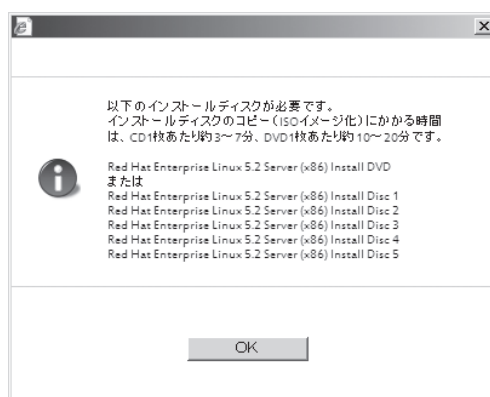 以下のインストールディスクが必要です。
インストールディスクのコピー(ISOイメージ化)にかかる時間
は、CD1枚あたり約3～7分、DVD1枚あたり約10～20分です。
Red Hat Enterprise Linux 5.2 Server (x86) Install DVD
または
Red Hat Enterprise Linux 5.2 Server (x86) Install Disc 1
Red Hat Enterprise Linux 5.2 Server (x86) Install Disc 2
Red Hat Enterprise Linux 5.2 Server (x86) Install Disc 3
Red Hat Enterprise Linux 5.2 Server (x86) Install Disc 4
Red Hat Enterprise Linux 5.2 Server (x86) Install Disc 5
OK